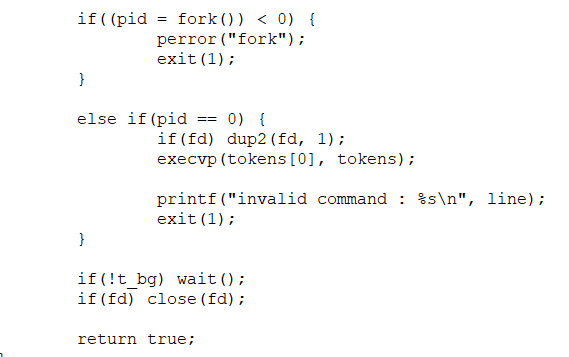 if((pid = fork()) < 0) {
perror("fork");
exit(1);
}
else if(pid == 0) {
if(fd) dup2(fd, 1);
execvp(tokens[0], tokens);
printf("invalid command : %s\n", line);
exit(1);
}
if(!t_bg) wait();
if(fd) close(fd);
return true;